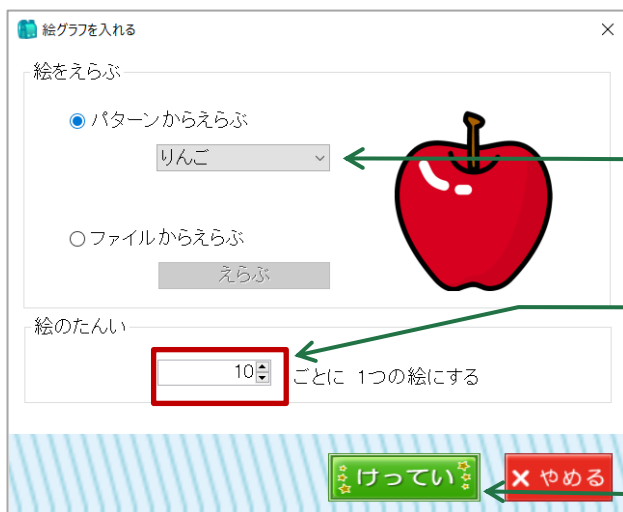 絵グラフを入れる
絵をえらぶ
パターンからえらぶ
りんご
ファイルからえらぶ
えらぶ
絵のたんい
10 ごとに 1つの絵にする
けってい
やめる